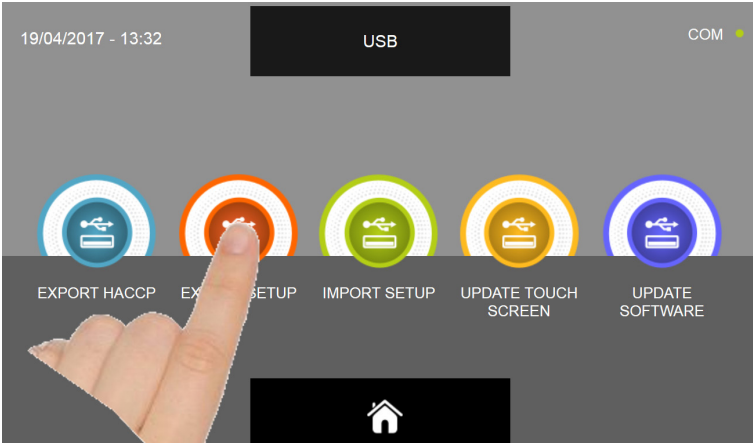 19/04/2017 - 13:32
USB
COM
EXPORT HACCP
SETUP
IMPORT SETUP
UPDATE TOUCH
SCREEN
UPDATE
SOFTWARE